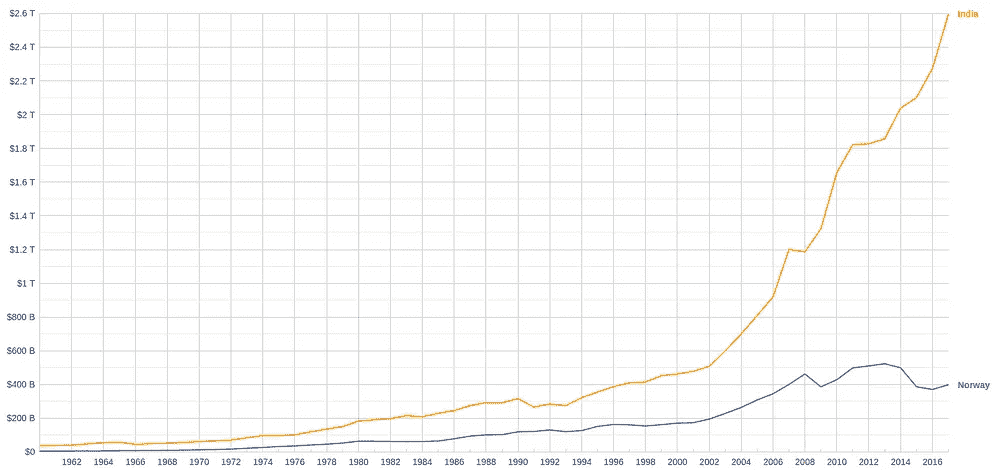 $2.6 T
India
$2.4 T
$2.2 T
$2 T
$1.8 T
$1.6 T
$1.4 T
$1.2 T
$1 T
$800 B
$600 B
$400 B
Norway
$200 B
$0
1962 1964 1966 1968 1970 1972 1974 1976 1978 1980 1982 1984 1986 1988 1990 1992 1994 1996 1998 2000 2002 2004 2006 2008 2010 2012 2014 2016